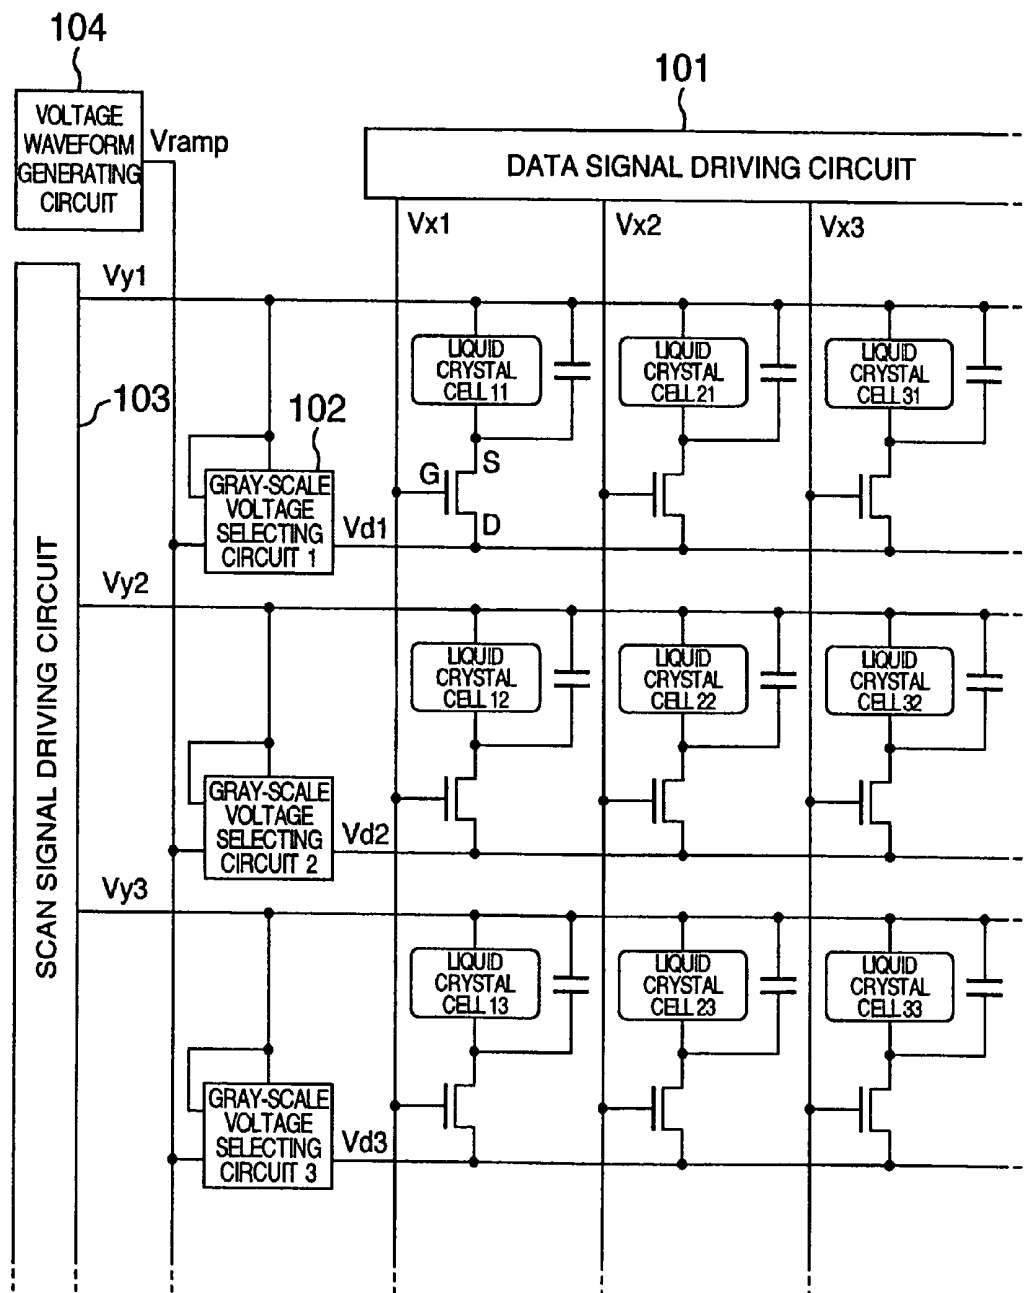 104
101
VOLTAGE
WAVEFORM
GENERATING
CIRCUIT
Vramp
DATA SIGNAL DRIVING CIRCUIT
Vx1
Vx2
Vx3
Vy1
LIQUID
CRYSTAL
CELL 11
LIQUID
CRYSTAL
CELL 21
LIQUID
CRYSTAL
CELL 31
103
102
GRAY-SCALE
VOLTAGE
SELECTING
CIRCUIT 1
G
S
D
Vd1
SCAN SIGNAL DRIVING CIRCUIT
Vy2
LIQUID
CRYSTAL
CELL 12
LIQUID
CRYSTAL
CELL 22
LIQUID
CRYSTAL
CELL 32
GRAY-SCALE
VOLTAGE
SELECTING
CIRCUIT 2
Vd2
Vy3
LIQUID
CRYSTAL
CELL 13
LIQUID
CRYSTAL
CELL 23
LIQUID
CRYSTAL
CELL 33
GRAY-SCALE
VOLTAGE
SELECTING
CIRCUIT 3
Vd3